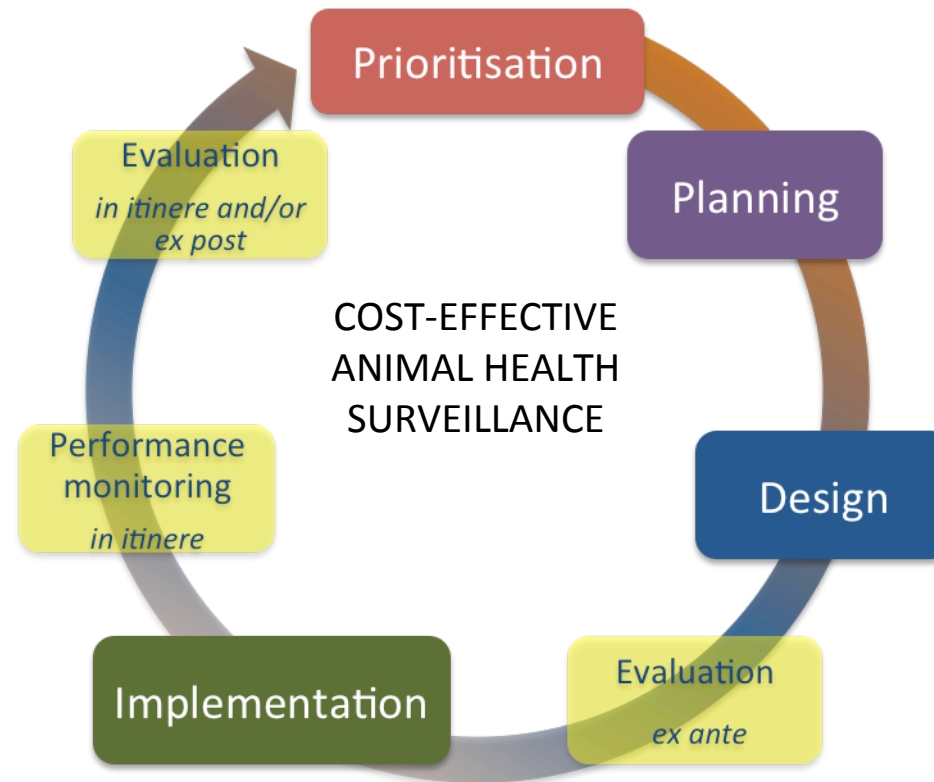 Prioritisation
Planning
Design
Evaluation
ex ante
Implementation
Performance
monitoring
in itinere
Evaluation
in itinere and/or
ex post
COST-EFFECTIVE
ANIMAL HEALTH
SURVEILLANCE